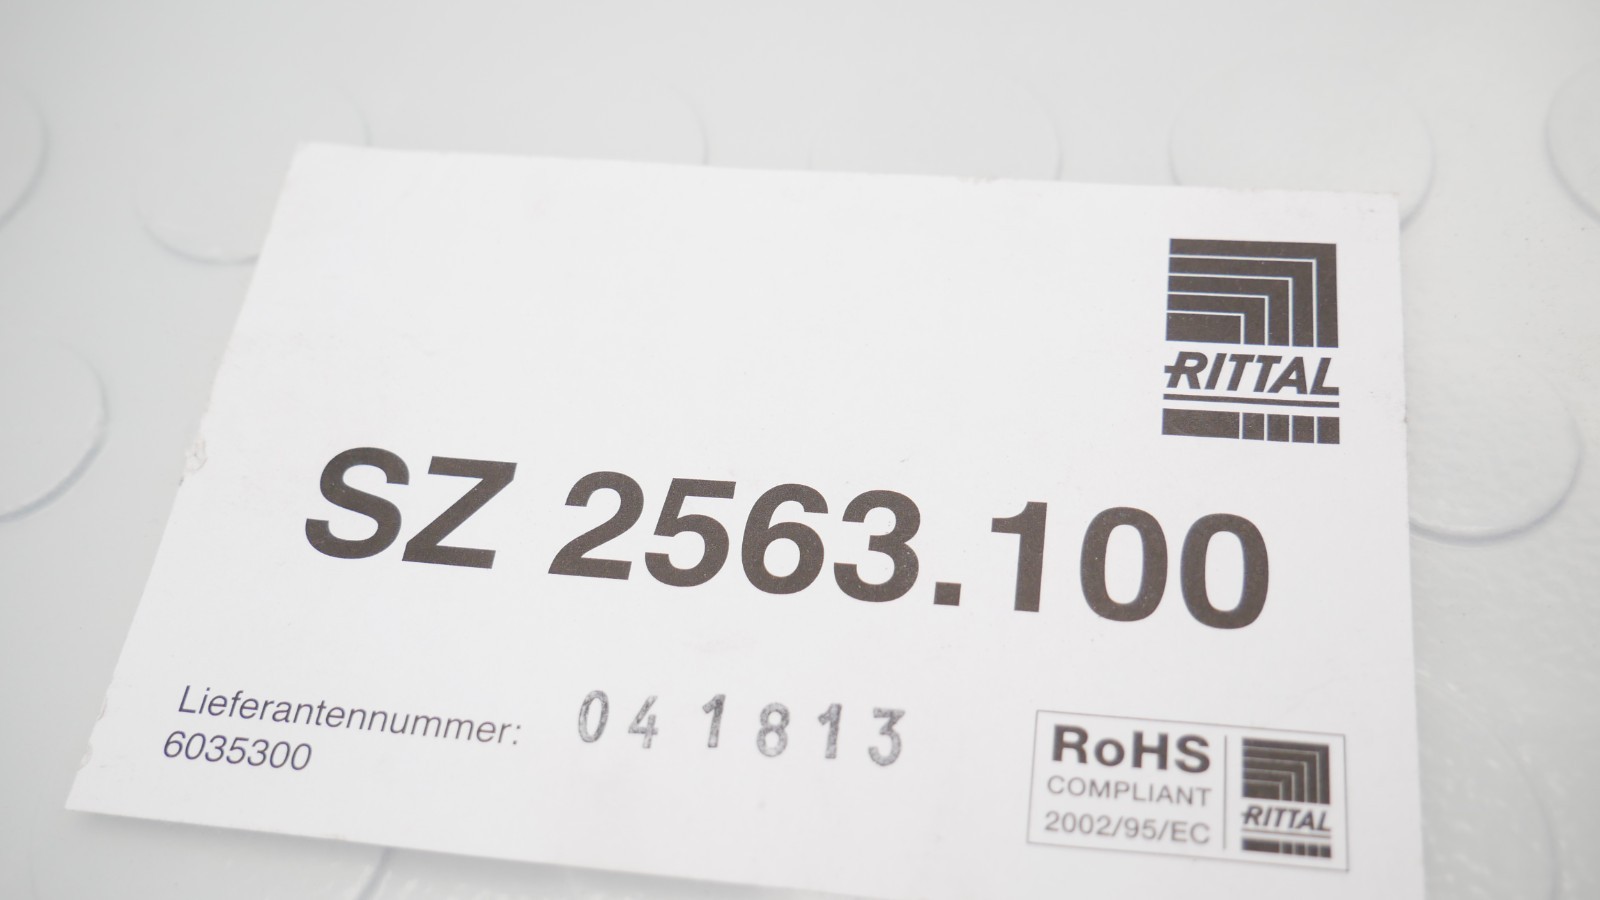 RITTAL
SZ 2563.100
Lieferantennummer:
6035300
041813
RoHS
COMPLIANT
2002/95/EC
RITTAL